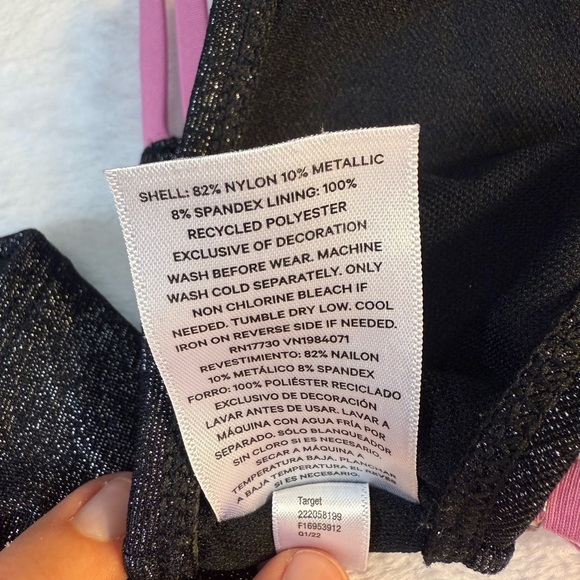 SHELL: 82% NYLON 10% METALLIC
8% SPANDEX LINING: 100%
RECYCLED POLYESTER
EXCLUSIVE OF DECORATION
WASH BEFORE WEAR. MACHINE
WASH COLD SEPARATELY. ONLY
NON CHLORINE BLEACH IF
NEEDED. TUMBLE DRY LOW. COOL
IRON ON REVERSE SIDE IF NEEDED.
RN17730 VN1984071
REVESTIMIENTO: 82% NAILON
10% METÁLICO 8% SPANDEX
FORRO: 100% POLIÉSTER RECICLADO
EXCLUSIVO DE DECORACIÓN
LAVAR ANTES DE USAR. LAVAR A
MÁQUINA CON AGUA FRÍA POR
SEPARADO. SÓLO BLANQUEADOR
SIN CLORO SI ES NECESARIO.
SECAR A MÁQUINA A
TEMPERATURA BAJA. PLANCHAR
A BAJA TEMPERATURA EL REVES
SI ES NECESARIO.
Target
222058199
F16953912
G1/22